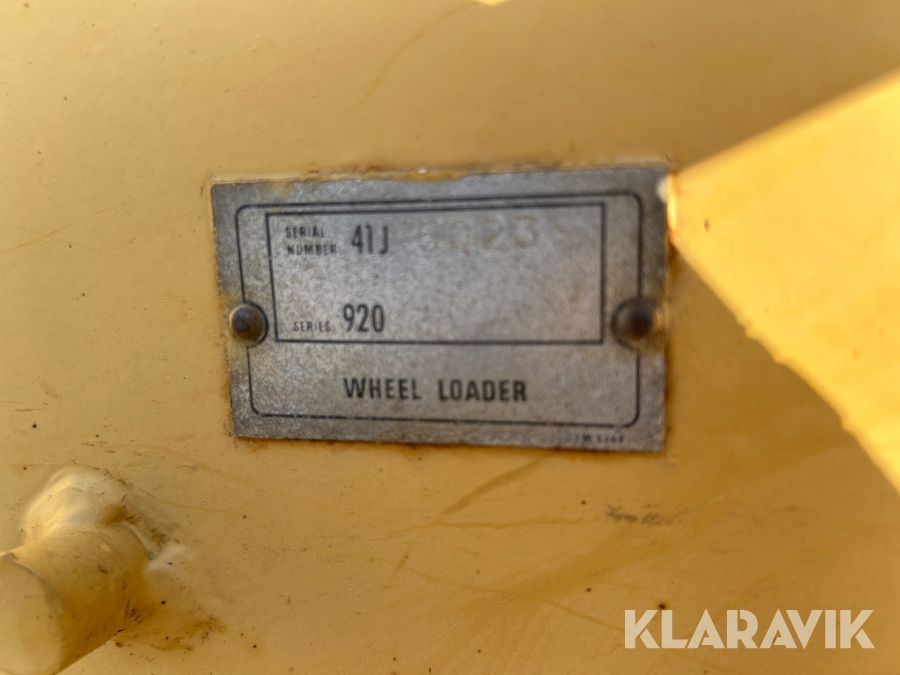 SERIAL
NUMBER 41J
SERIES 920
WHEEL LOADER
KLARAVIK